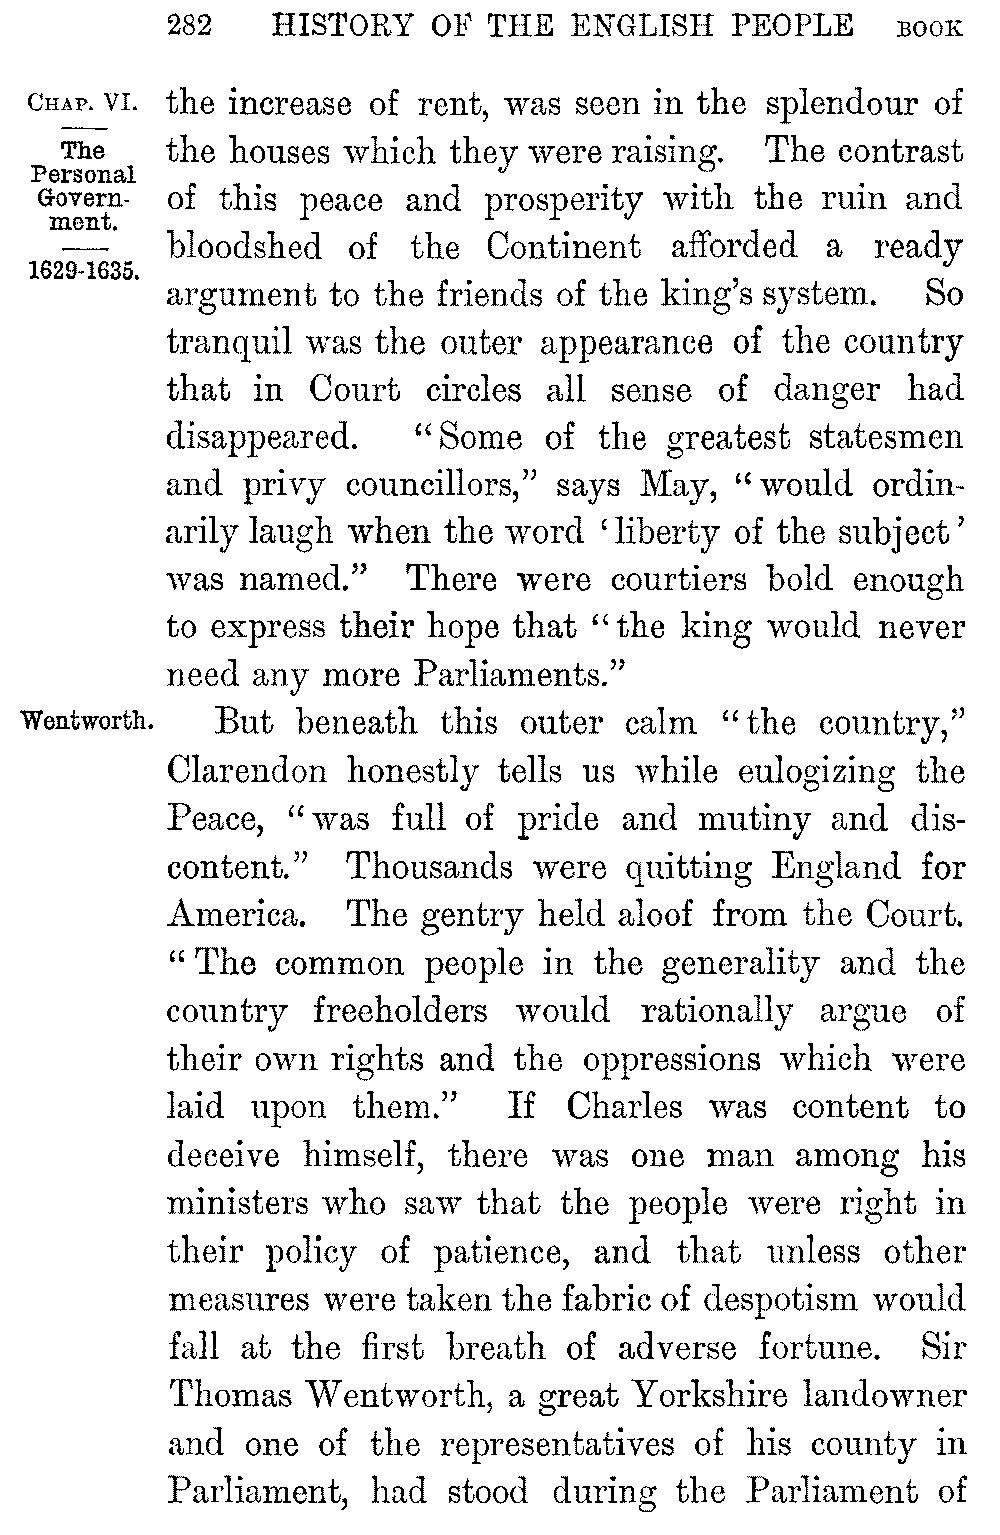 282 HISTORY OF THE ENGLISH PEOPLE BOOK
CHAP. VI.
The
Personal
Govern-
ment.
1629-1635.
the increase of rent, was seen in the splendour of
the houses which they were raising. The contrast
of this peace and prosperity with the ruin and
bloodshed of the Continent afforded a ready
argument to the friends of the king's system. So
tranquil was the outer appearance of the country
that in Court circles all sense of danger had
disappeared. "Some of the greatest statesmen
and privy councillors," says May, "would ordin-
arily laugh when the word 'liberty of the subject'
was named." There were courtiers bold enough
to express their hope that "the king would never
need any more Parliaments."
Wentworth.
But beneath this outer calm "the country,"
Clarendon honestly tells us while eulogizing the
Peace, "was full of pride and mutiny and dis-
content." Thousands were quitting England for
America. The gentry held aloof from the Court.
"The common people in the generality and the
country freeholders would rationally argue of
their own rights and the oppressions which were
laid upon them." If Charles was content to
deceive himself, there was one man among his
ministers who saw that the people were right in
their policy of patience, and that unless other
measures were taken the fabric of despotism would
fall at the first breath of adverse fortune. Sir
Thomas Wentworth, a great Yorkshire landowner
and one of the representatives of his county in
Parliament, had stood during the Parliament of